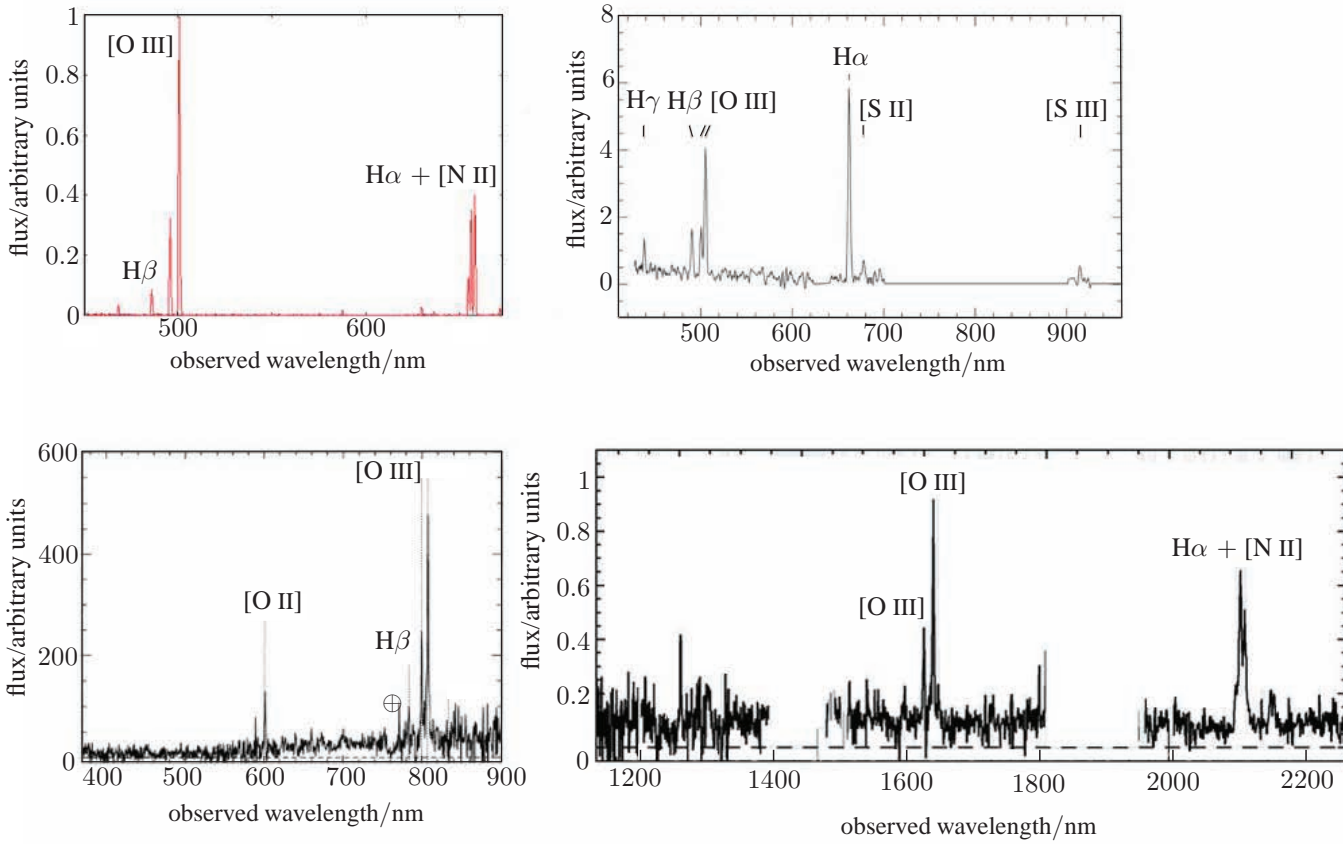 [O III]
Hβ
Hα + [N II]
flux/arbitrary units
1
0.8
0.6
0.4
0.2
0
500 600
observed wavelength/nm
Hγ Hβ [O III]
Hα
[S II]
[S III]
flux/arbitrary units
8
6
4
2
0
500 600 700 800 900
observed wavelength/nm
[O III]
[O II]
Hβ
⊕
flux/arbitrary units
600
400
200
0
400 500 600 700 800 900
observed wavelength/nm
[O III]
[O III]
Hα + [N II]
flux/arbitrary units
1
0.8
0.6
0.4
0.2
0
1200 1400 1600 1800 2000 2200
observed wavelength/nm